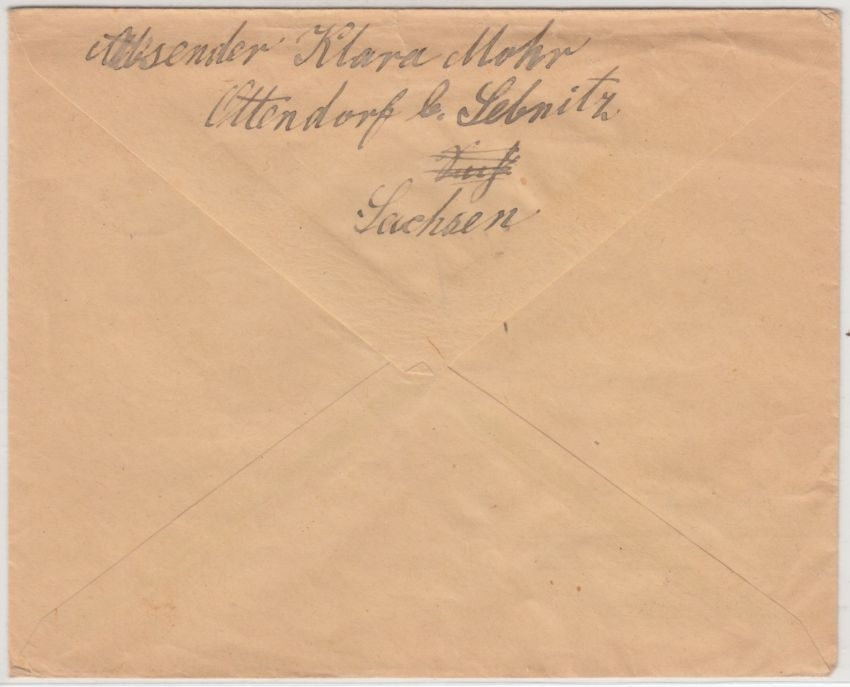 Absender Klara Mohr
Ottendorf b. Sebnitz
Sachsen